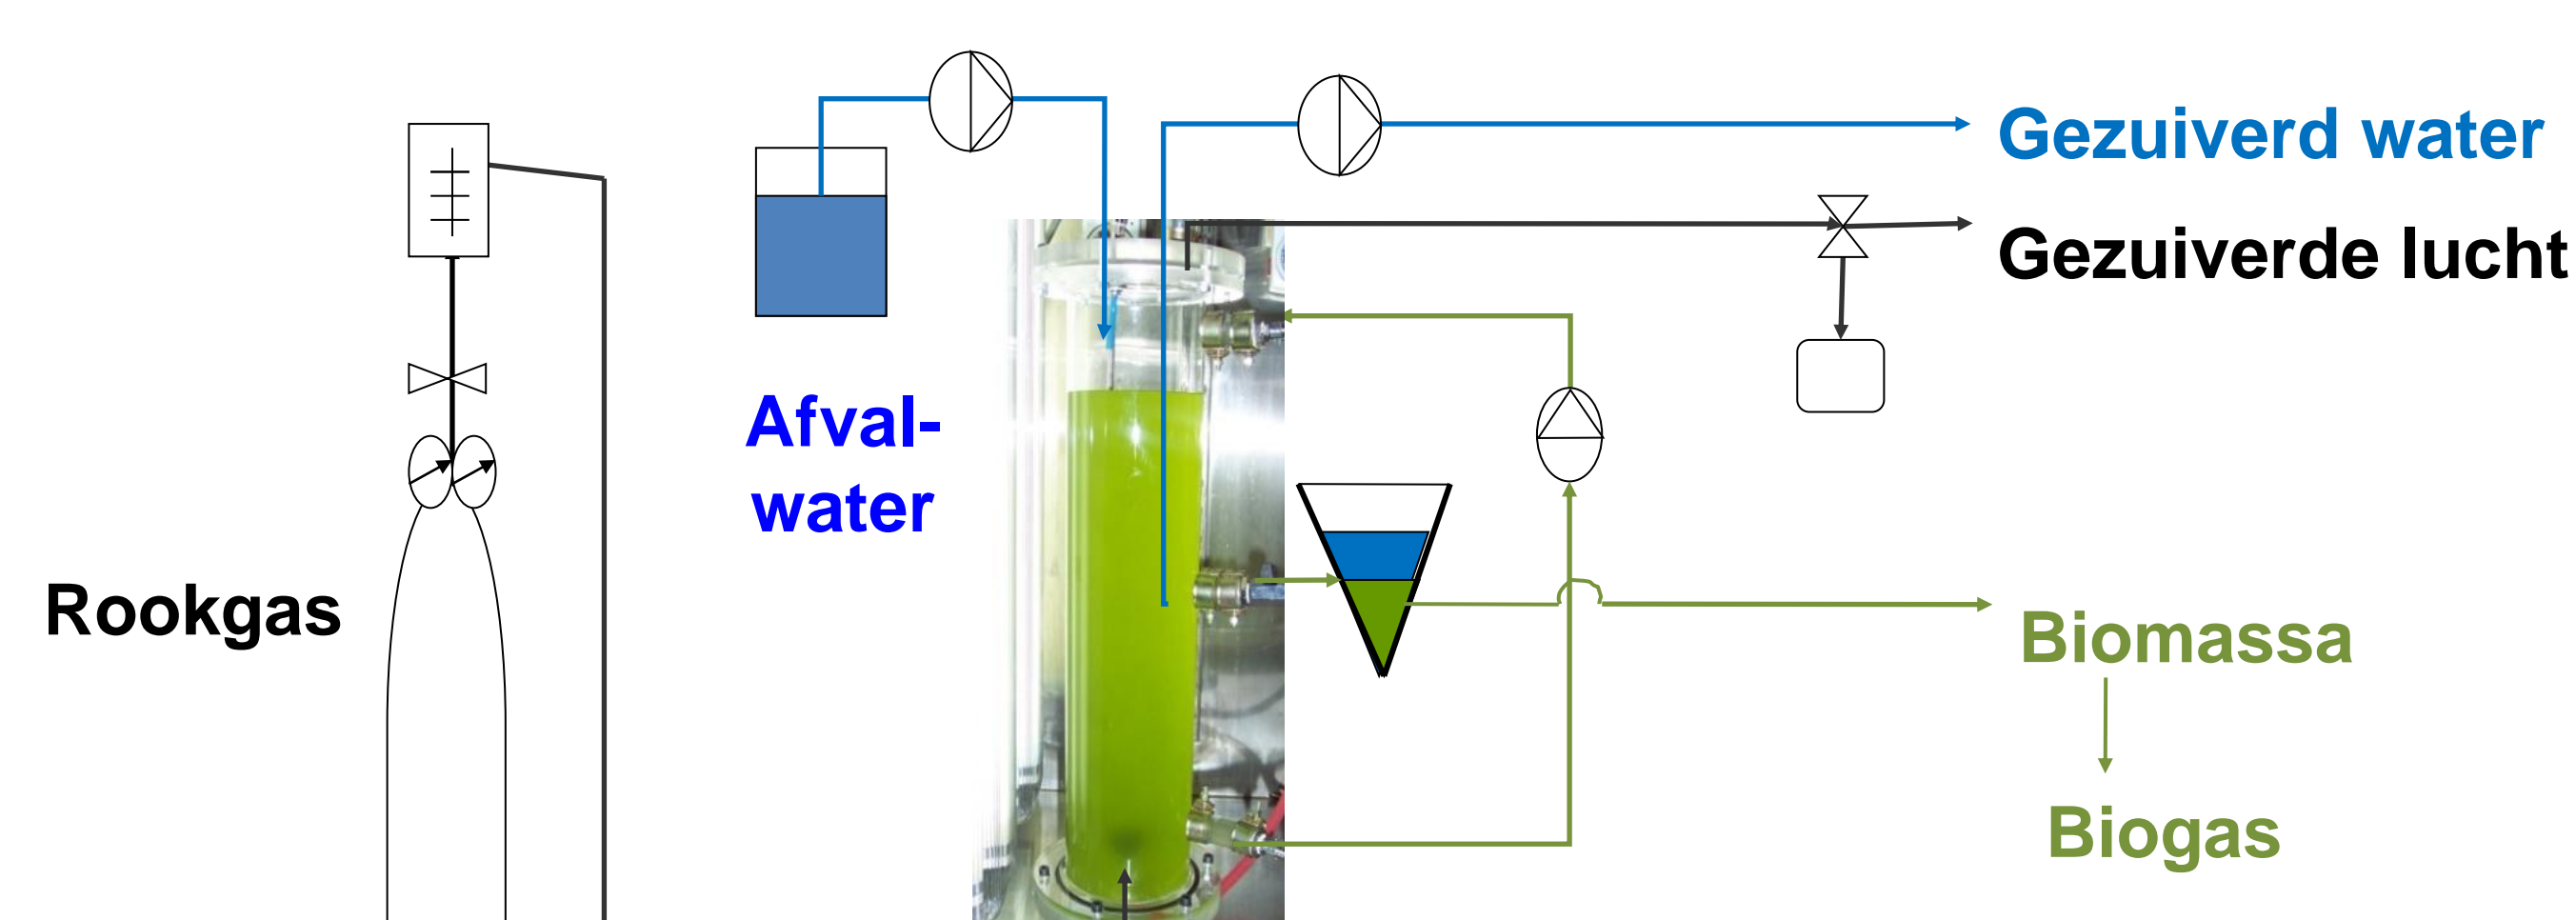 Gezuiverd water
Gezuiverde lucht
Afval-
water
Rookgas
Biomassa
Biogas